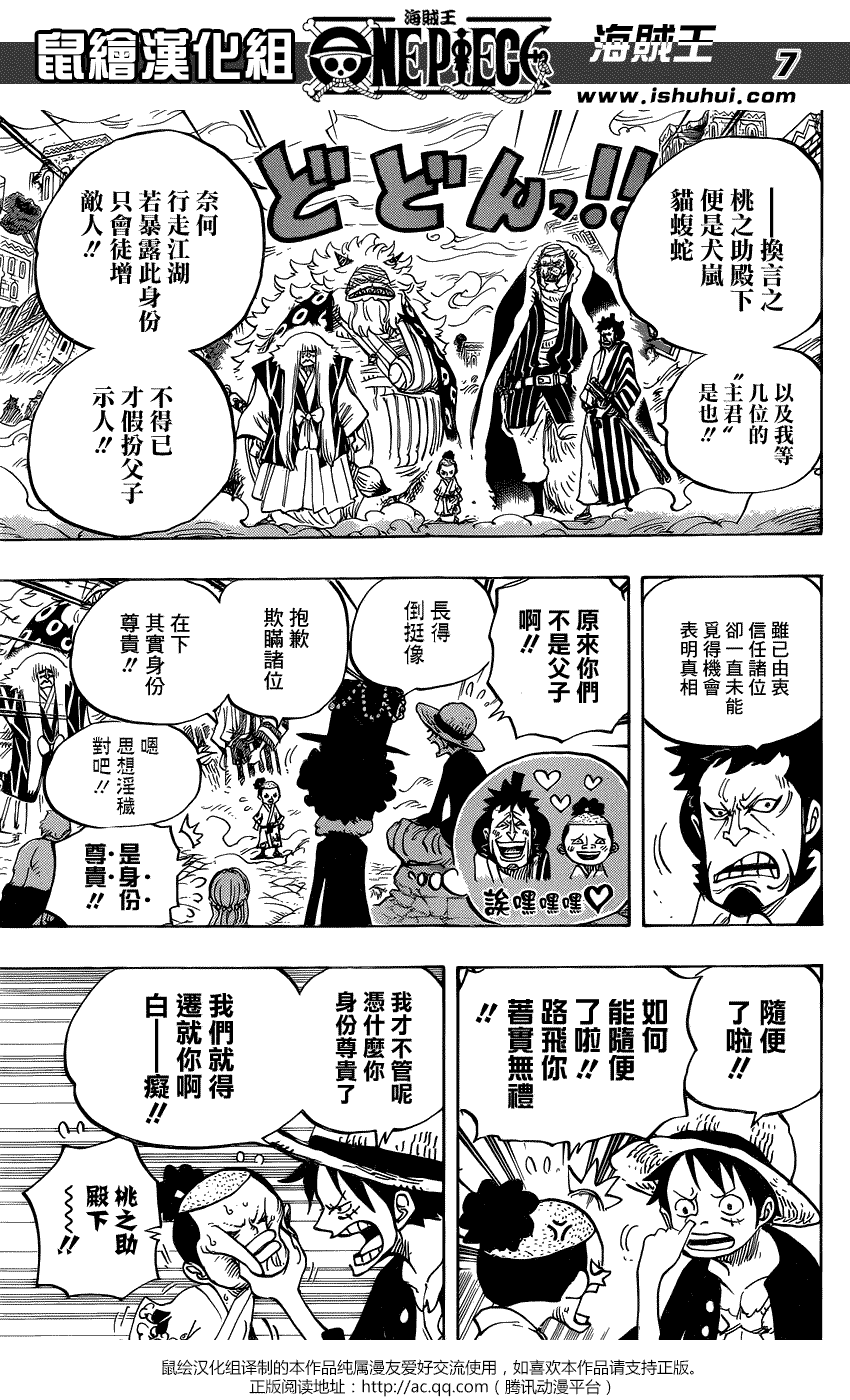 鼠繪漢化組
海賊王
ONE PIECE
海賊王
7
www.ishuhui.com
どどんっ!!
——換言之
桃之助殿下
便是犬嵐
貓蝮蛇
以及我等
几位的
“主君”
是也!!
奈何
行走江湖
若暴露此身份
只會徒增
敵人!!
不得已
才假扮父子
示人!!
雖已由衷
信任諸位
卻一直未能
覓得機會
表明真相
原來你們
不是父子
啊!!
長得
倒挺像
抱歉
欺瞞諸位
在下
其實身份
尊貴!!
嗯
思想淫穢
對吧!!
是身份
尊貴!!
誒嘿嘿嘿♡
隨便
了啦!!
如何
能隨便
了啦!!
路飛你
著實無禮
!!
我才不管呢
憑什麼你
身份尊貴了
我們就得
遷就你啊
白——癡!!
桃之助
殿下
〜〜!!
鼠绘汉化组译制的本作品纯属漫友爱好交流使用，如喜欢本作品请支持正版。
正版阅读地址：http://ac.qq.com（腾讯动漫平台）